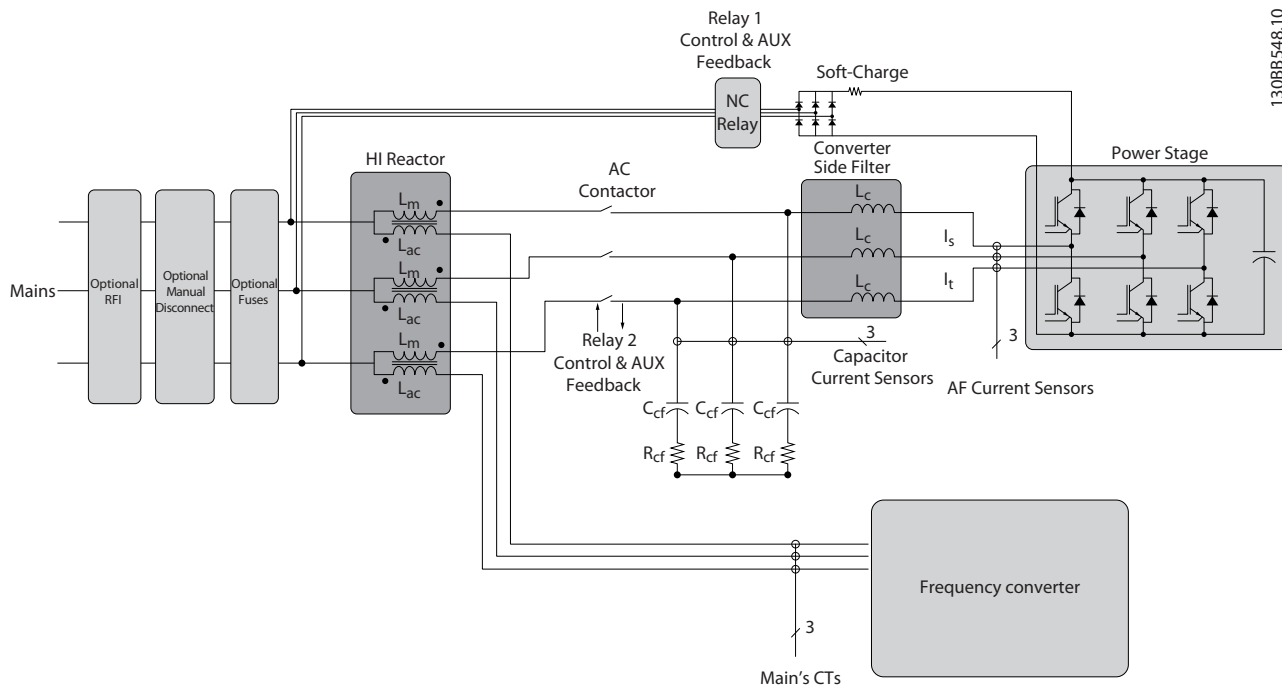 Relay 1
Control & AUX
Feedback
130BB548.10
NC
Relay
Soft-Charge
Converter
Side Filter
Power Stage
HI Reactor
AC
Contactor
Mains
Optional
RFI
Optional
Manual
Disconnect
Optional
Fuses
Lm
Lac
Lm
Lac
Lm
Lac
Lc
Lc
Lc
Is
It
Relay 2
Control & AUX
Feedback
3
Capacitor
Current Sensors
3
AF Current Sensors
Ccf
Ccf
Ccf
Rcf
Rcf
Rcf
Frequency converter
3
Main's CTs